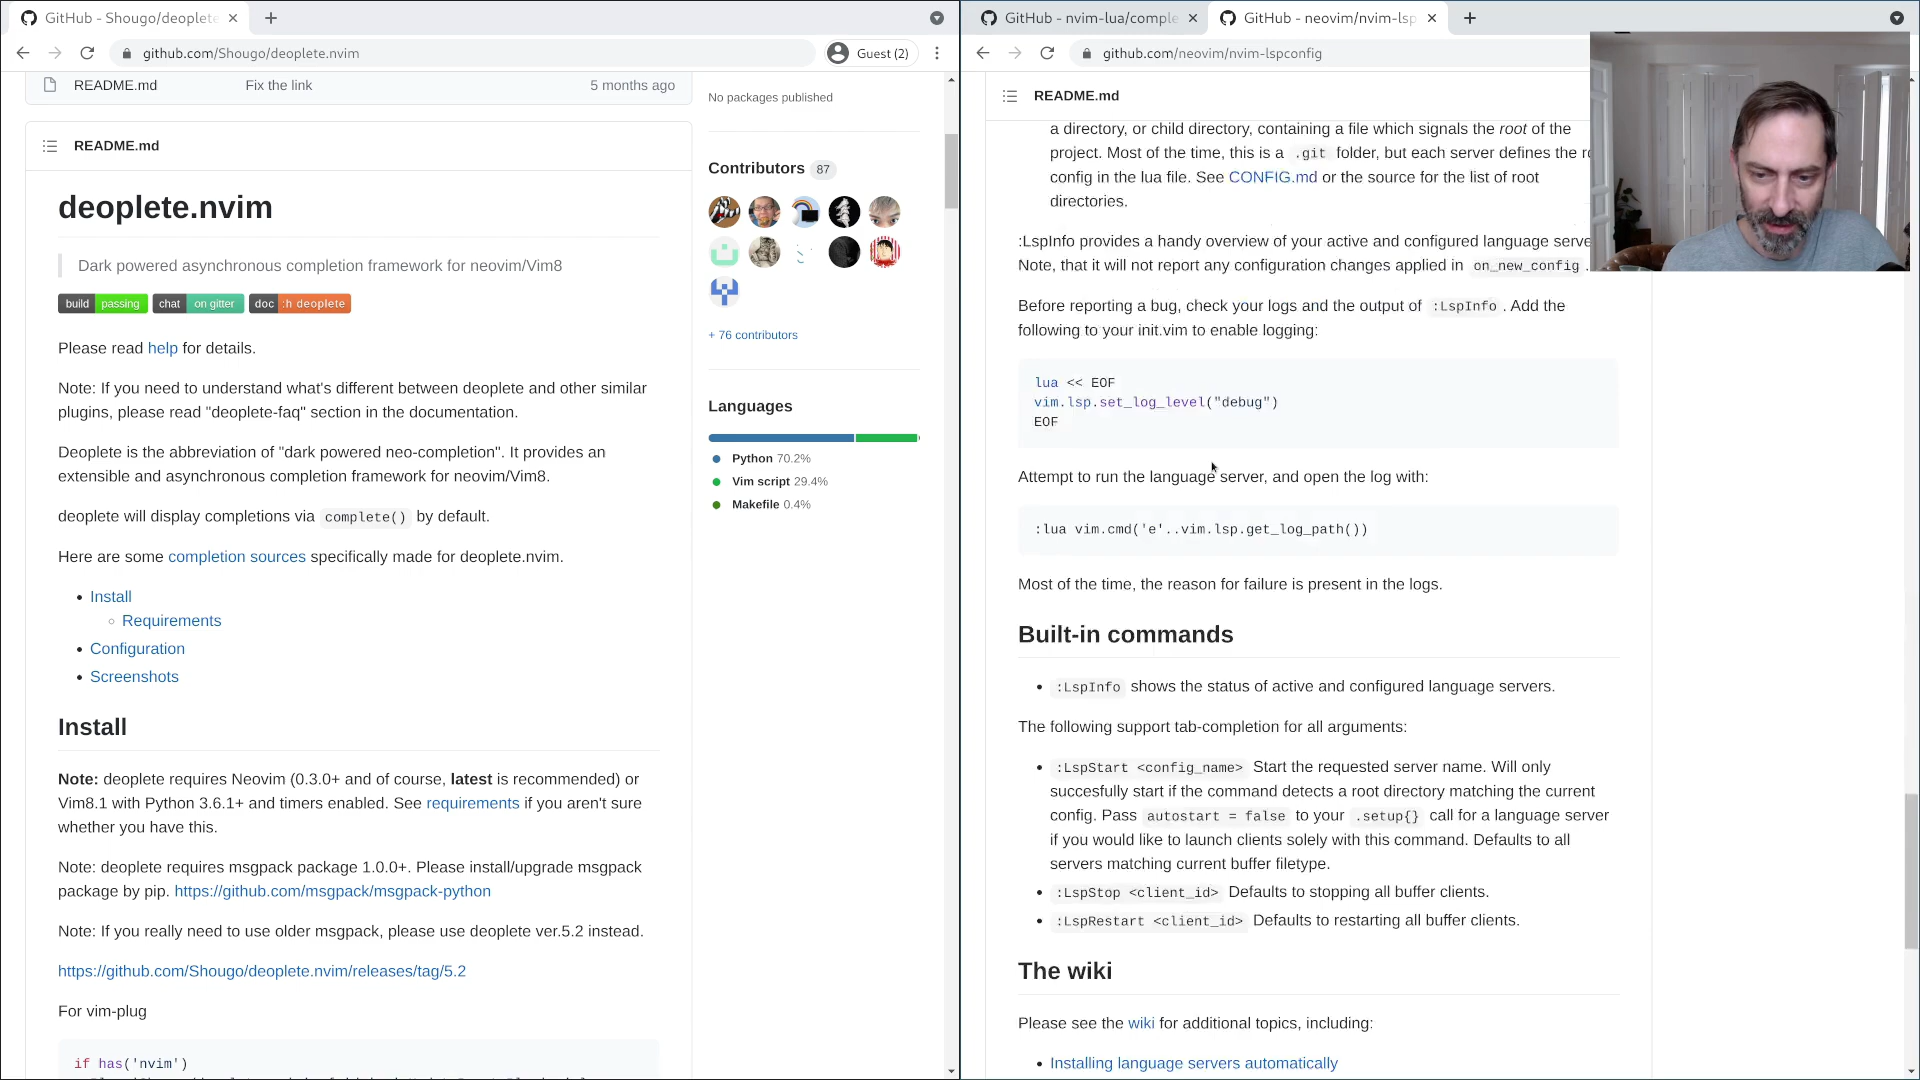 GitHub - Shougo/deoplete
github.com/Shougo/deoplete.nvim
Guest (2)
README.md Fix the link 5 months ago
README.md
deoplete.nvim
Dark powered asynchronous completion framework for neovim/Vim8
build passing chat on gitter doc :h deoplete
Please read help for details.
Note: If you need to understand what's different between deoplete and other similar
plugins, please read "deoplete-faq" section in the documentation.
Deoplete is the abbreviation of "dark powered neo-completion". It provides an
extensible and asynchronous completion framework for neovim/Vim8.
deoplete will display completions via complete() by default.
Here are some completion sources specifically made for deoplete.nvim.
• Install
◦ Requirements
• Configuration
• Screenshots
Install
Note: deoplete requires Neovim (0.3.0+ and of course, latest is recommended) or
Vim8.1 with Python 3.6.1+ and timers enabled. See requirements if you aren't sure
whether you have this.
Note: deoplete requires msgpack package 1.0.0+. Please install/upgrade msgpack
package by pip. https://github.com/msgpack/msgpack-python
Note: If you really need to use older msgpack, please use deoplete ver.5.2 instead.
https://github.com/Shougo/deoplete.nvim/releases/tag/5.2
For vim-plug
if has('nvim')
No packages published
Contributors 87
+ 76 contributors
Languages
Python 70.2%
Vim script 29.4%
Makefile 0.4%
GitHub - nvim-lua/comple
GitHub - neovim/nvim-lsp
github.com/neovim/nvim-lspconfig
README.md
a directory, or child directory, containing a file which signals the root of the
project. Most of the time, this is a .git folder, but each server defines the ro
config in the lua file. See CONFIG.md or the source for the list of root
directories.
:LspInfo provides a handy overview of your active and configured language serve
Note, that it will not report any configuration changes applied in on_new_config .
Before reporting a bug, check your logs and the output of :LspInfo . Add the
following to your init.vim to enable logging:
lua << EOF
vim.lsp.set_log_level("debug")
EOF
Attempt to run the language server, and open the log with:
:lua vim.cmd('e'..vim.lsp.get_log_path())
Most of the time, the reason for failure is present in the logs.
Built-in commands
• :LspInfo shows the status of active and configured language servers.
The following support tab-completion for all arguments:
• :LspStart <config_name> Start the requested server name. Will only
succesfully start if the command detects a root directory matching the current
config. Pass autostart = false to your .setup{} call for a language server
if you would like to launch clients solely with this command. Defaults to all
servers matching current buffer filetype.
• :LspStop <client_id> Defaults to stopping all buffer clients.
• :LspRestart <client_id> Defaults to restarting all buffer clients.
The wiki
Please see the wiki for additional topics, including:
• Installing language servers automatically